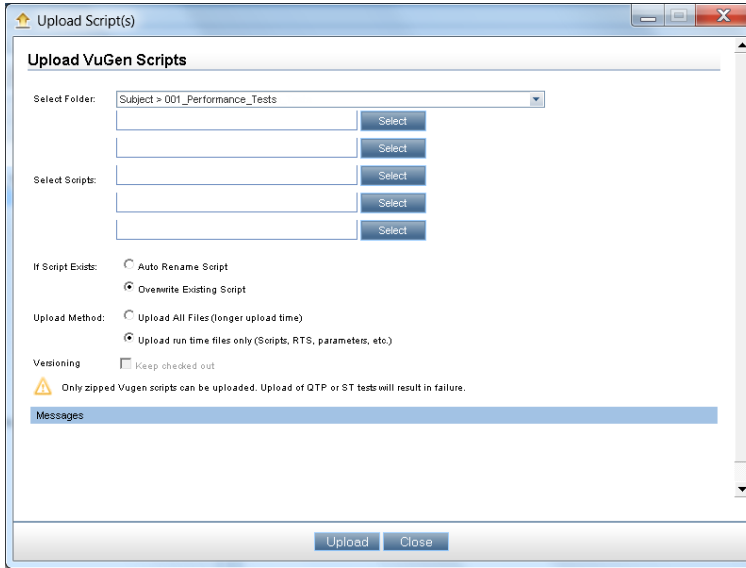 Upload Script(s)
Upload VuGen Scripts
Select Folder: Subject > 001_Performance_Tests
Select
Select
Select Scripts: Select
Select
Select
If Script Exists: Auto Rename Script
Overwrite Existing Script
Upload Method: Upload All Files (longer upload time)
Upload run time files only (Scripts, RTS, parameters, etc.)
Versioning Keep checked out
Only zipped Vugen scripts can be uploaded. Upload of QTP or ST tests will result in failure.
Messages
Upload Close